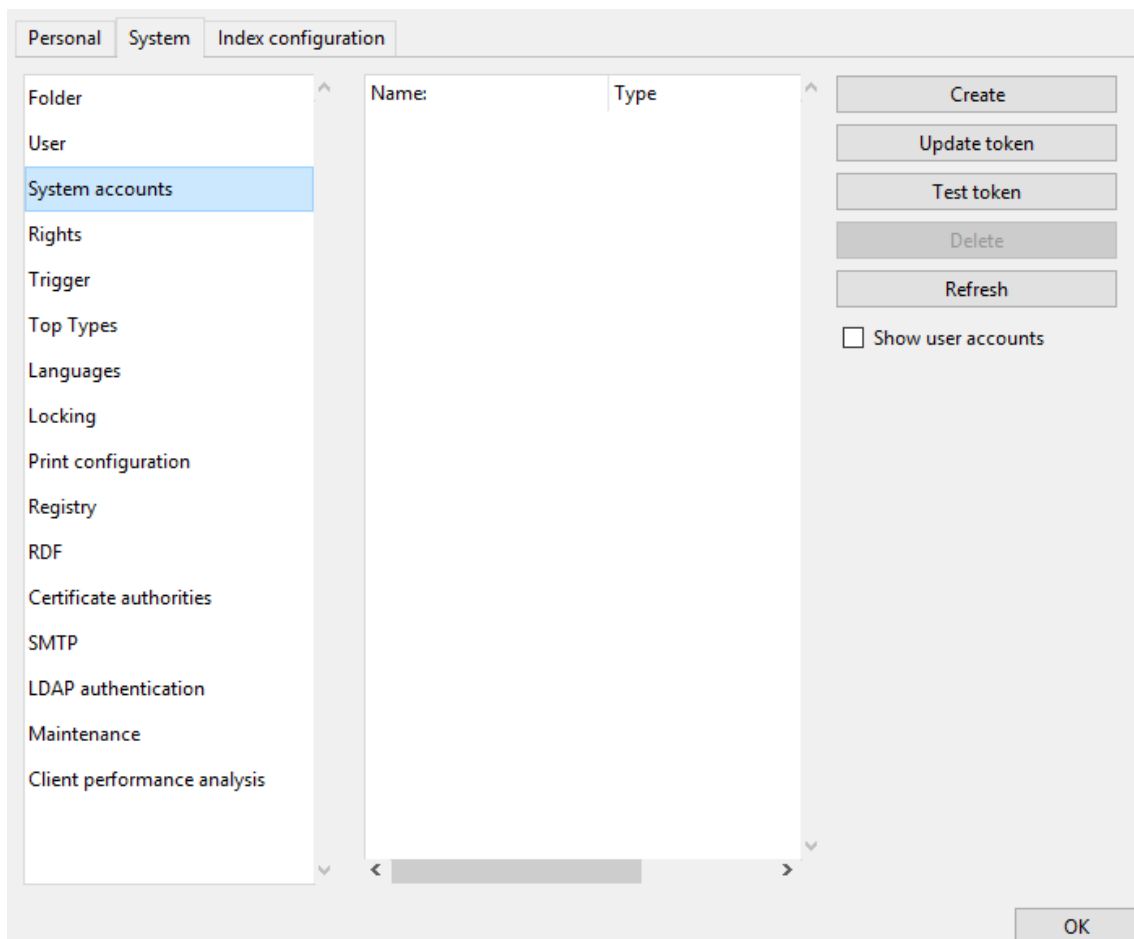 Personal System Index configuration
Folder
User
System accounts
Rights
Trigger
Top Types
Languages
Locking
Print configuration
Registry
RDF
Certificate authorities
SMTP
LDAP authentication
Maintenance
Client performance analysis
Name: Type
Create
Update token
Test token
Delete
Refresh
Show user accounts
OK